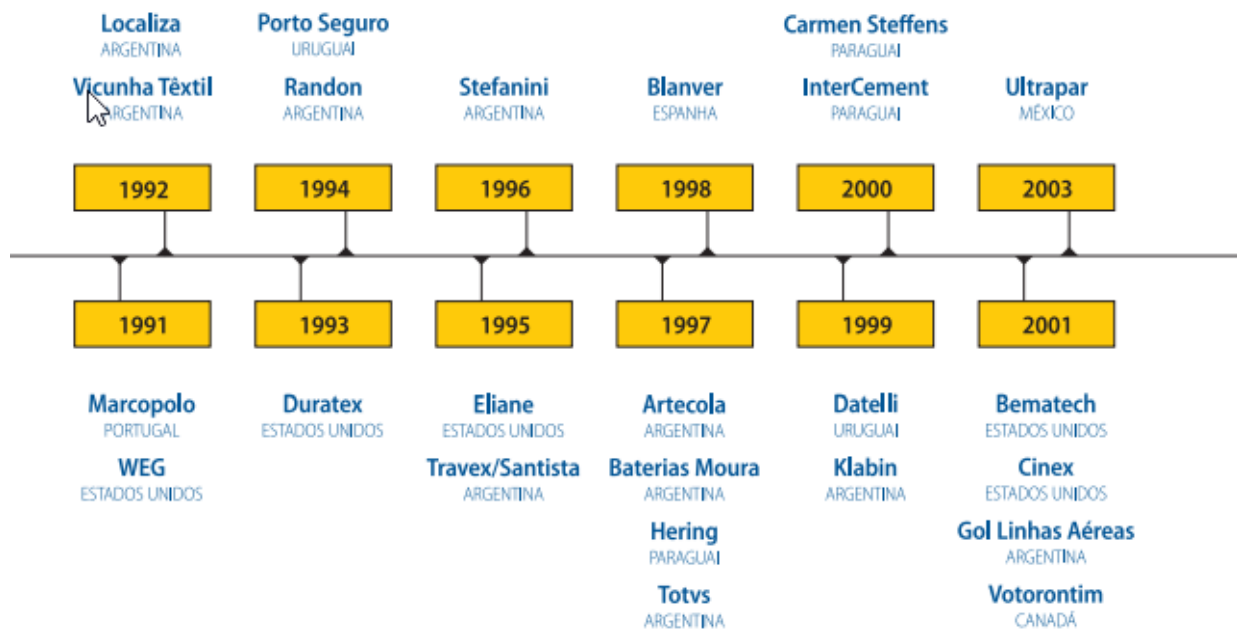 Localiza
ARGENTINA
Vicunha Têxtil
ARGENTINA
Porto Seguro
URUGUAI
Randon
ARGENTINA
Stefanini
ARGENTINA
Blanver
ESPANHA
Carmen Steffens
PARAGUAI
InterCement
PARAGUAI
Ultrapar
MÉXICO
1992
1994
1996
1998
2000
2003
1991
1993
1995
1997
1999
2001
Marcopolo
PORTUGAL
WEG
ESTADOS UNIDOS
Duratex
ESTADOS UNIDOS
Eliane
ESTADOS UNIDOS
Travex/Santista
ARGENTINA
Artecola
ARGENTINA
Baterias Moura
ARGENTINA
Hering
PARAGUAI
Totvs
ARGENTINA
Datelli
URUGUAI
Klabin
ARGENTINA
Bematech
ESTADOS UNIDOS
Cinex
ESTADOS UNIDOS
Gol Linhas Aéreas
ARGENTINA
Votorontim
CANADÁ